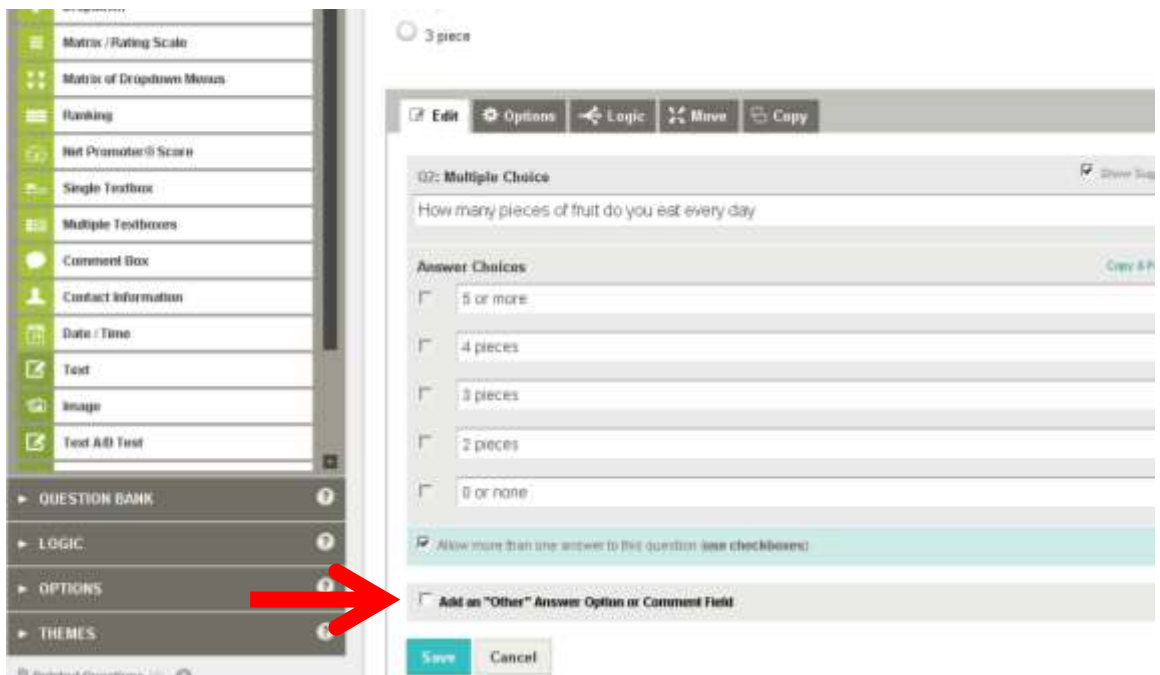 Matrix / Rating Scale
Matrix of Dropdown Menus
Ranking
Net Promoter® Score
Single Textbox
Multiple Textboxes
Comment Box
Contact Information
Date / Time
Text
Image
Text A/B Test
QUESTION BANK
LOGIC
OPTIONS
THEMES
3 piece
Edit Options Logic Move Copy
Q2: Multiple Choice
Show
How many pieces of fruit do you eat every day
Answer Choices
Copy &
5 or more
4 pieces
3 pieces
2 pieces
0 or none
Allow more than one answer to this question (use checkboxes)
Add an "Other" Answer Option or Comment Field
Save Cancel